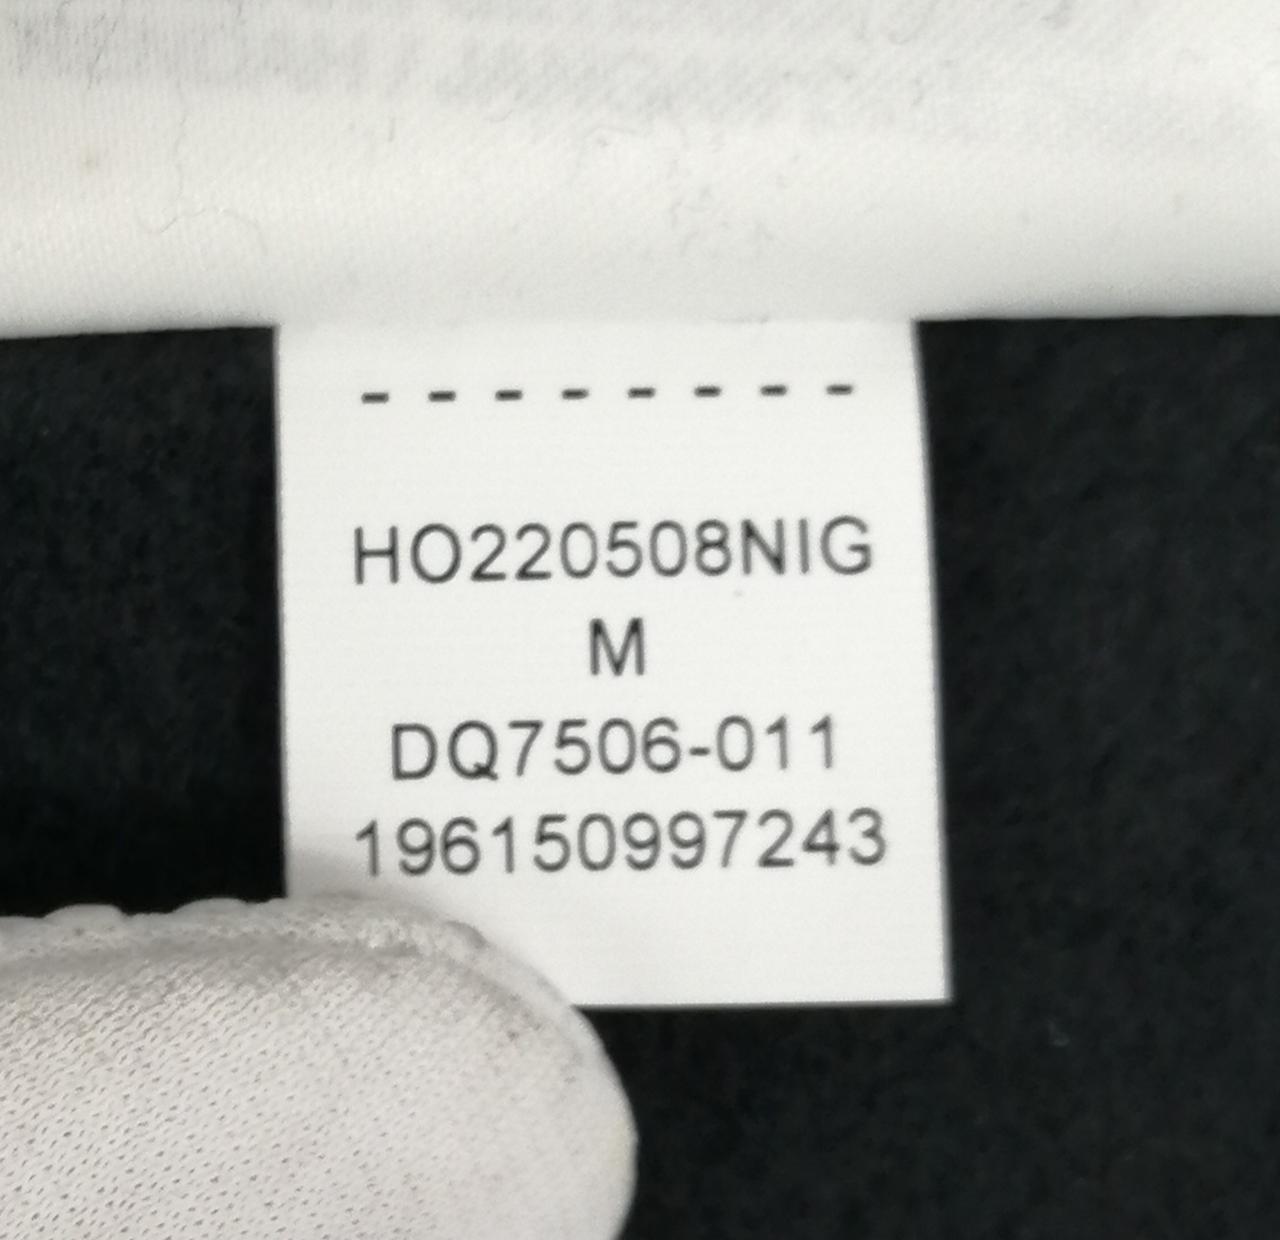 - - - - - - - -
HO220508NIG
M
DQ7506-011
196150997243